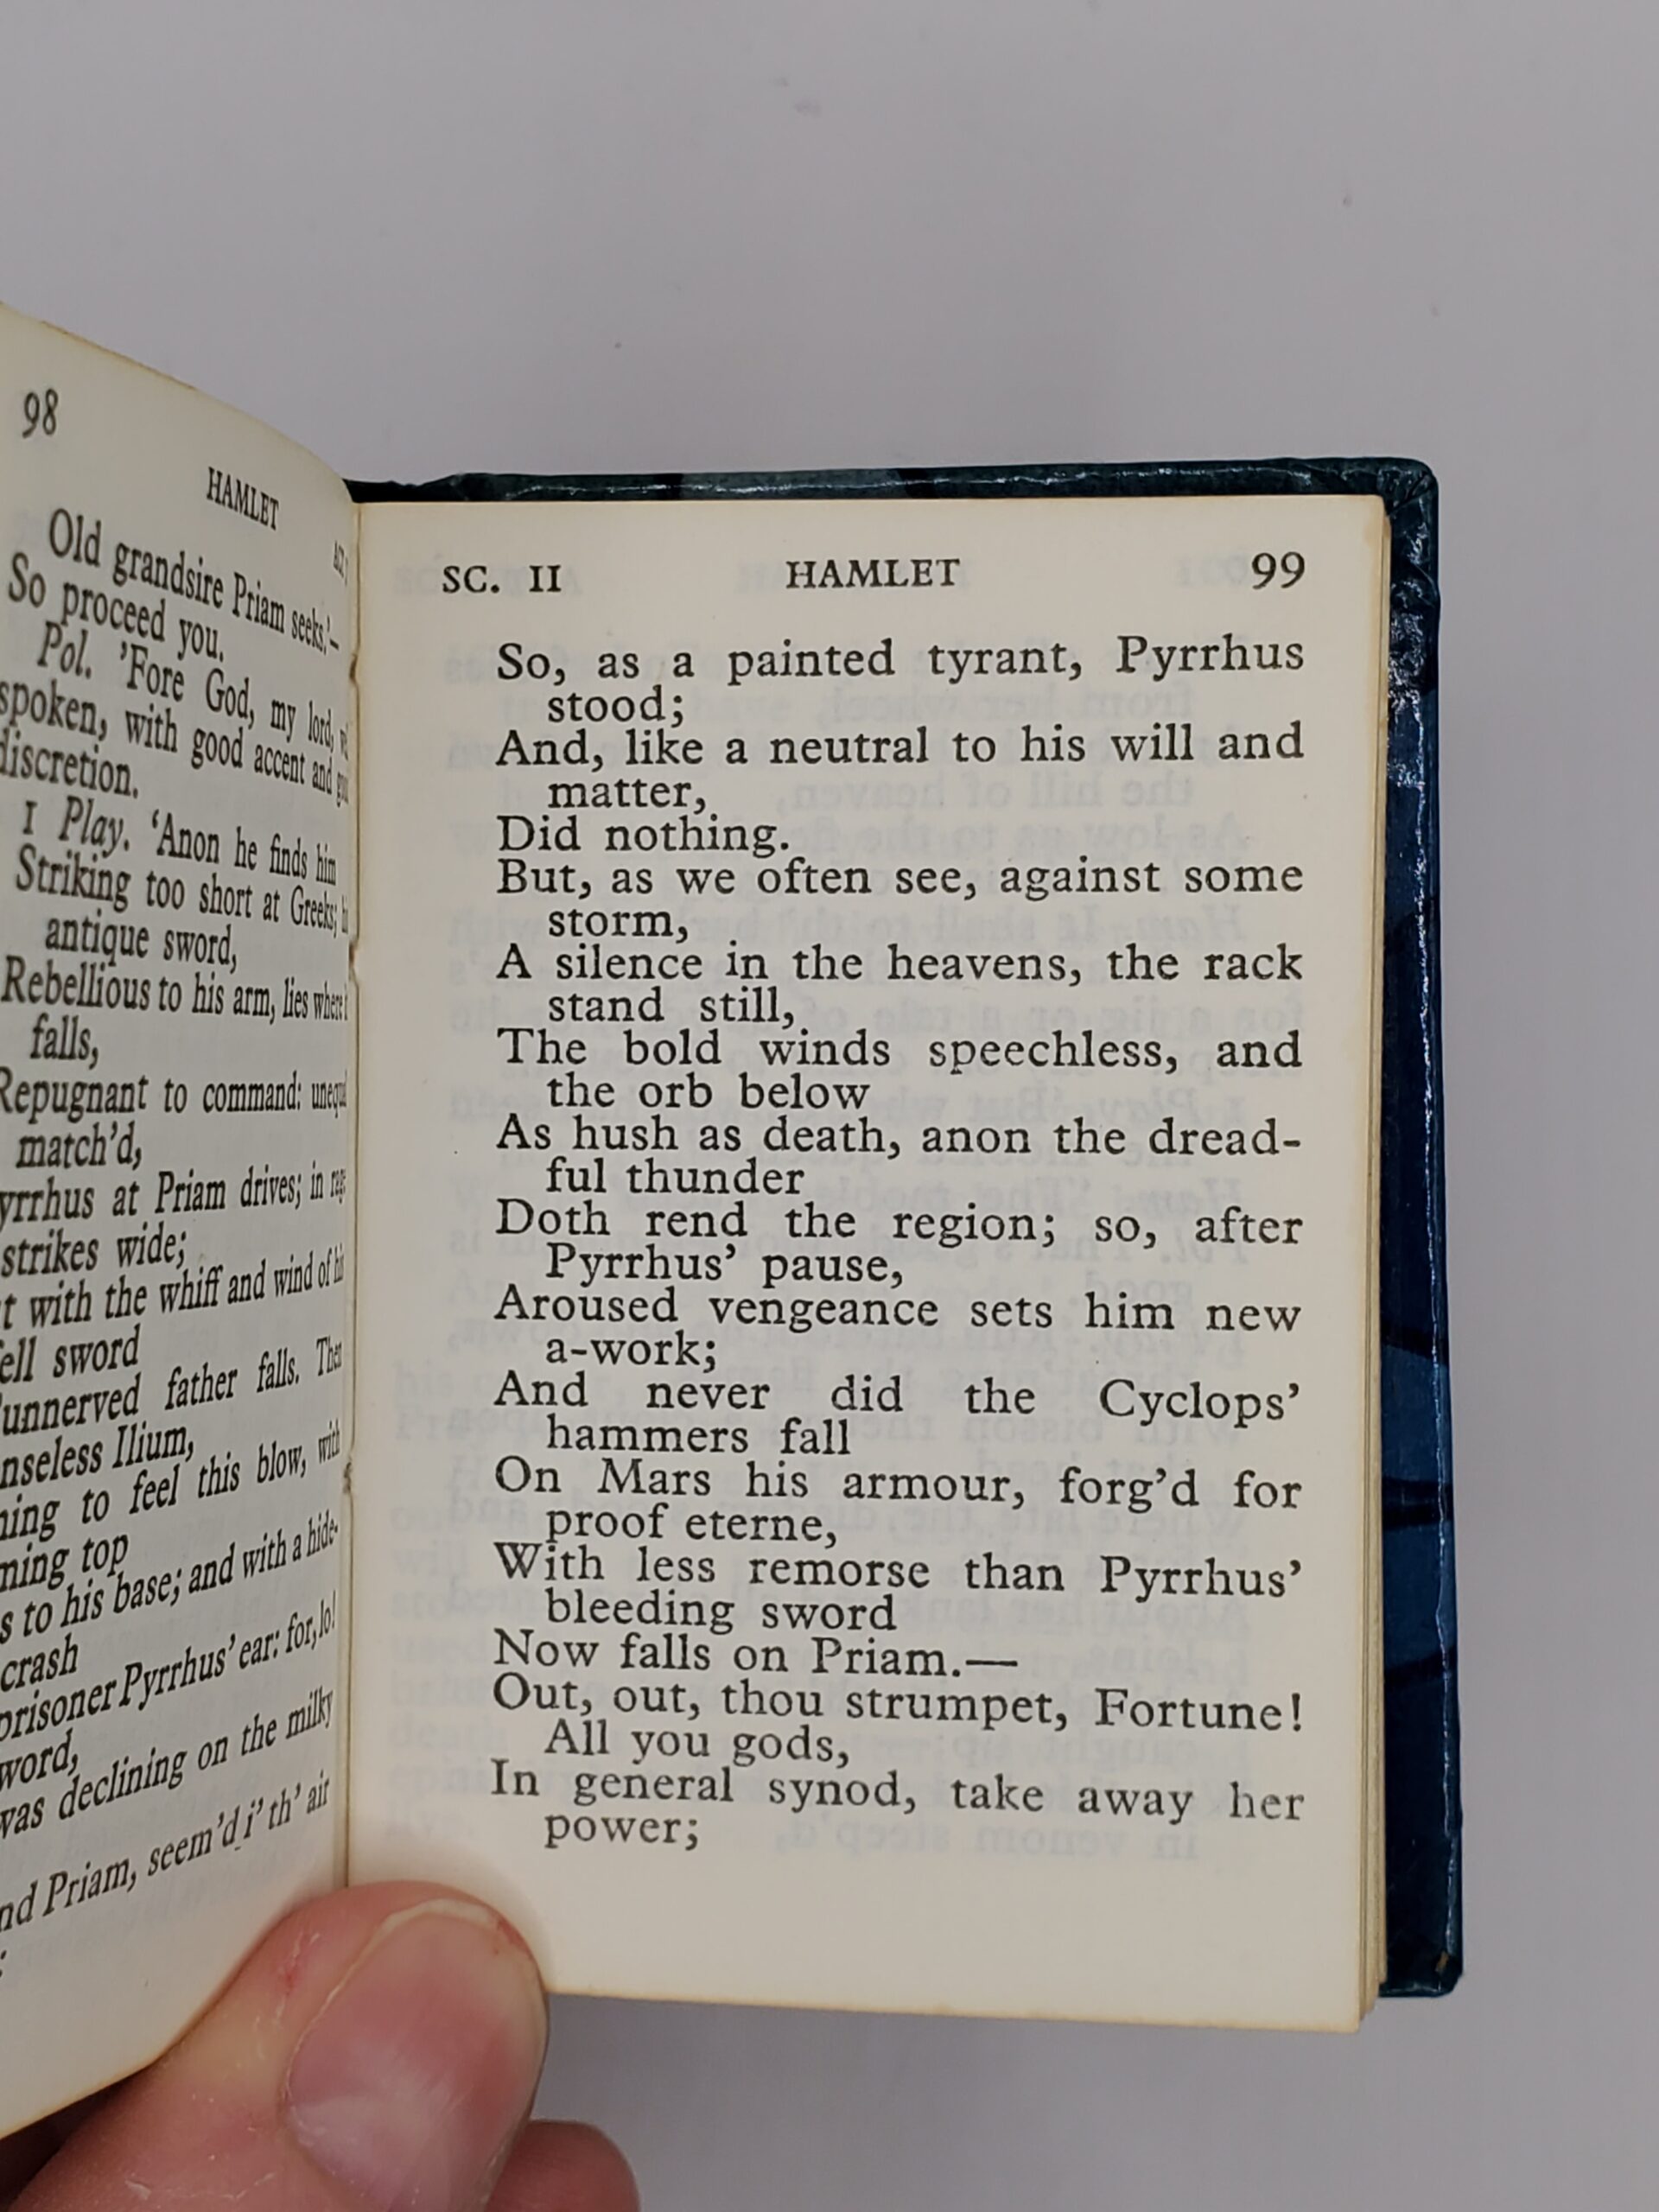 98
HAMLET
Old grandsire Priam seeks.'—
So proceed you.
Pol. 'Fore God, my lord,
spoken, with good accent and
discretion.
1 Play. 'Anon he finds him
Striking too short at Greeks;
antique sword,
Rebellious to his arm, lies where
falls,
Repugnant to command:
match'd,
yrrhus at Priam drives; in rage
strikes wide;
t with the whiff and wind of his
ell sword
unnerved father falls. Then
nseless Ilium,
ning to feel this blow, with
ming top
s to his base; and with a hide-
crash
prisoner Pyrrhus' ear: for, lo!
word,
was declining on the milky
nd Priam, seem'd i' th' air
:
SC. II HAMLET 99
So, as a painted tyrant, Pyrrhus
stood;
And, like a neutral to his will and
matter,
Did nothing.
But, as we often see, against some
storm,
A silence in the heavens, the rack
stand still,
The bold winds speechless, and
the orb below
As hush as death, anon the dread-
ful thunder
Doth rend the region; so, after
Pyrrhus' pause,
Aroused vengeance sets him new
a-work;
And never did the Cyclops'
hammers fall
On Mars his armour, forg'd for
proof eterne,
With less remorse than Pyrrhus'
bleeding sword
Now falls on Priam.—
Out, out, thou strumpet, Fortune!
All you gods,
In general synod, take away her
power;